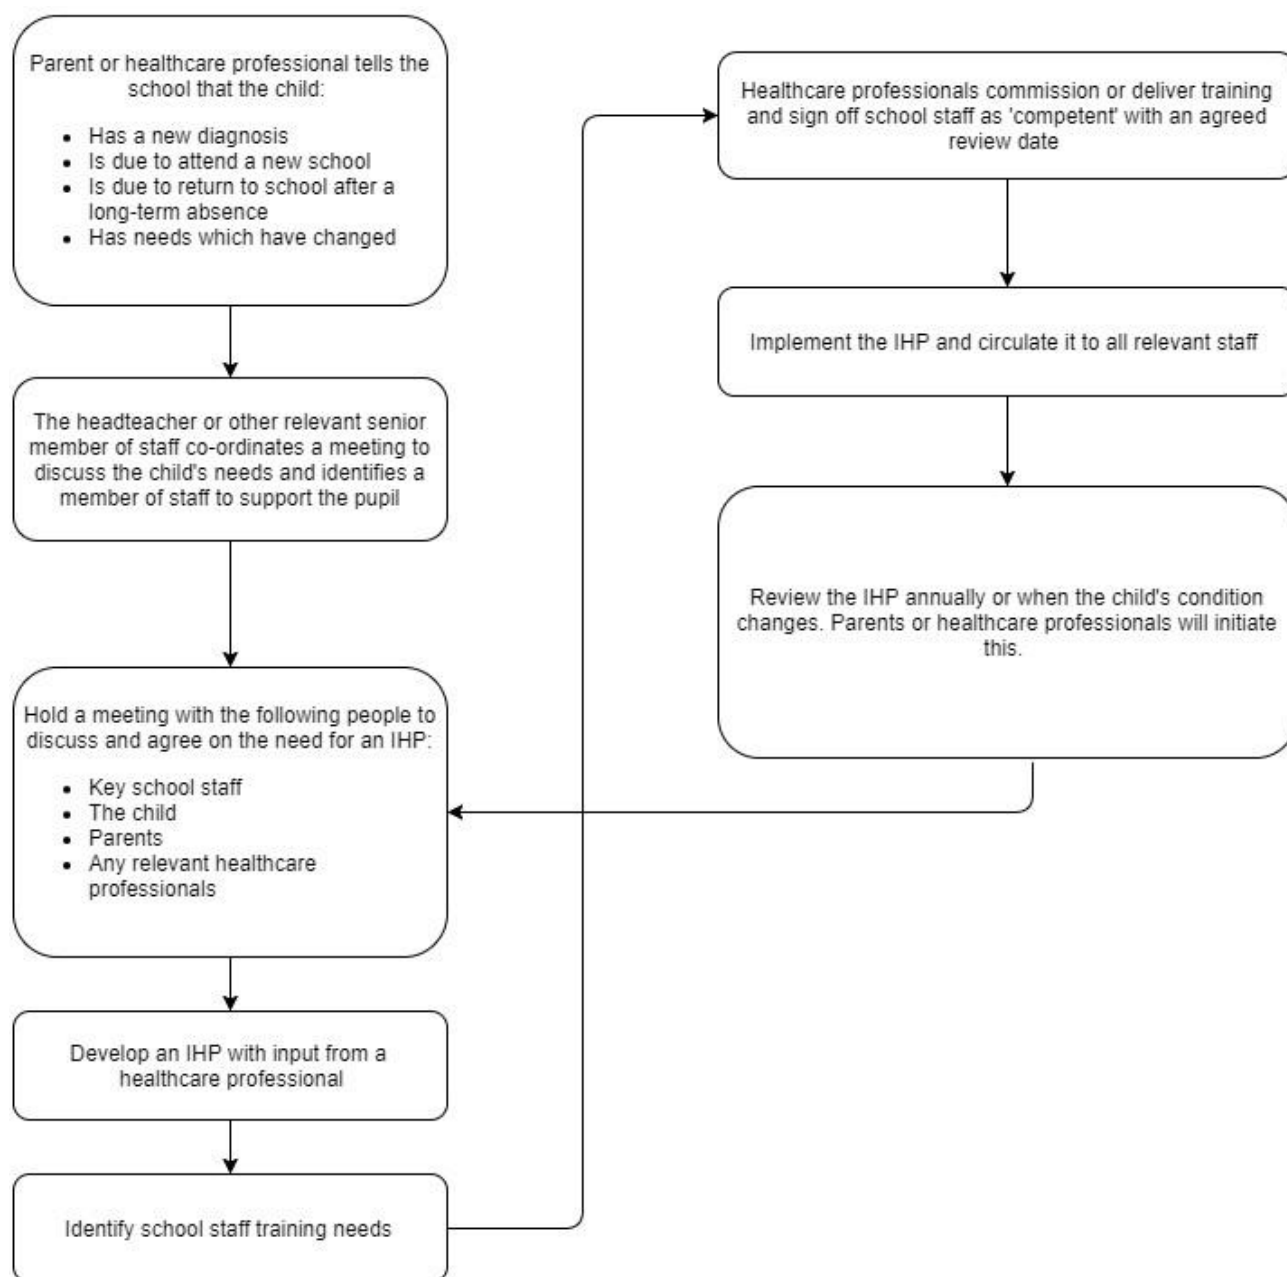 Parent or healthcare professional tells the
school that the child:
• Has a new diagnosis
• Is due to attend a new school
• Is due to return to school after a
long-term absence
• Has needs which have changed
The headteacher or other relevant senior
member of staff co-ordinates a meeting to
discuss the child's needs and identifies a
member of staff to support the pupil
Hold a meeting with the following people to
discuss and agree on the need for an IHP:
• Key school staff
• The child
• Parents
• Any relevant healthcare
professionals
Develop an IHP with input from a
healthcare professional
Identify school staff training needs
Healthcare professionals commission or deliver training
and sign off school staff as 'competent' with an agreed
review date
Implement the IHP and circulate it to all relevant staff
Review the IHP annually or when the child's condition
changes. Parents or healthcare professionals will initiate
this.